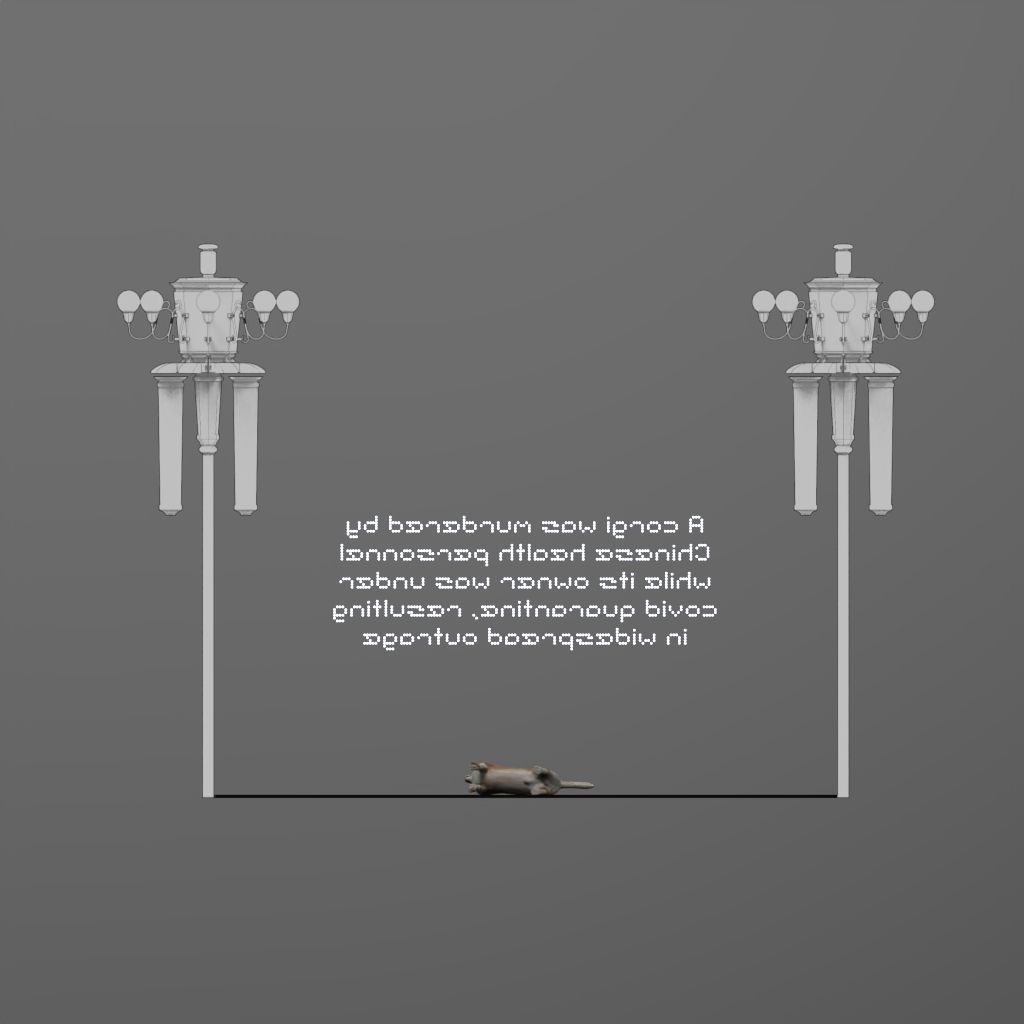 A corgi was murdered by
Chinese health personnel
while its owner was under
covid quarantine, resulting
in widespread outrage